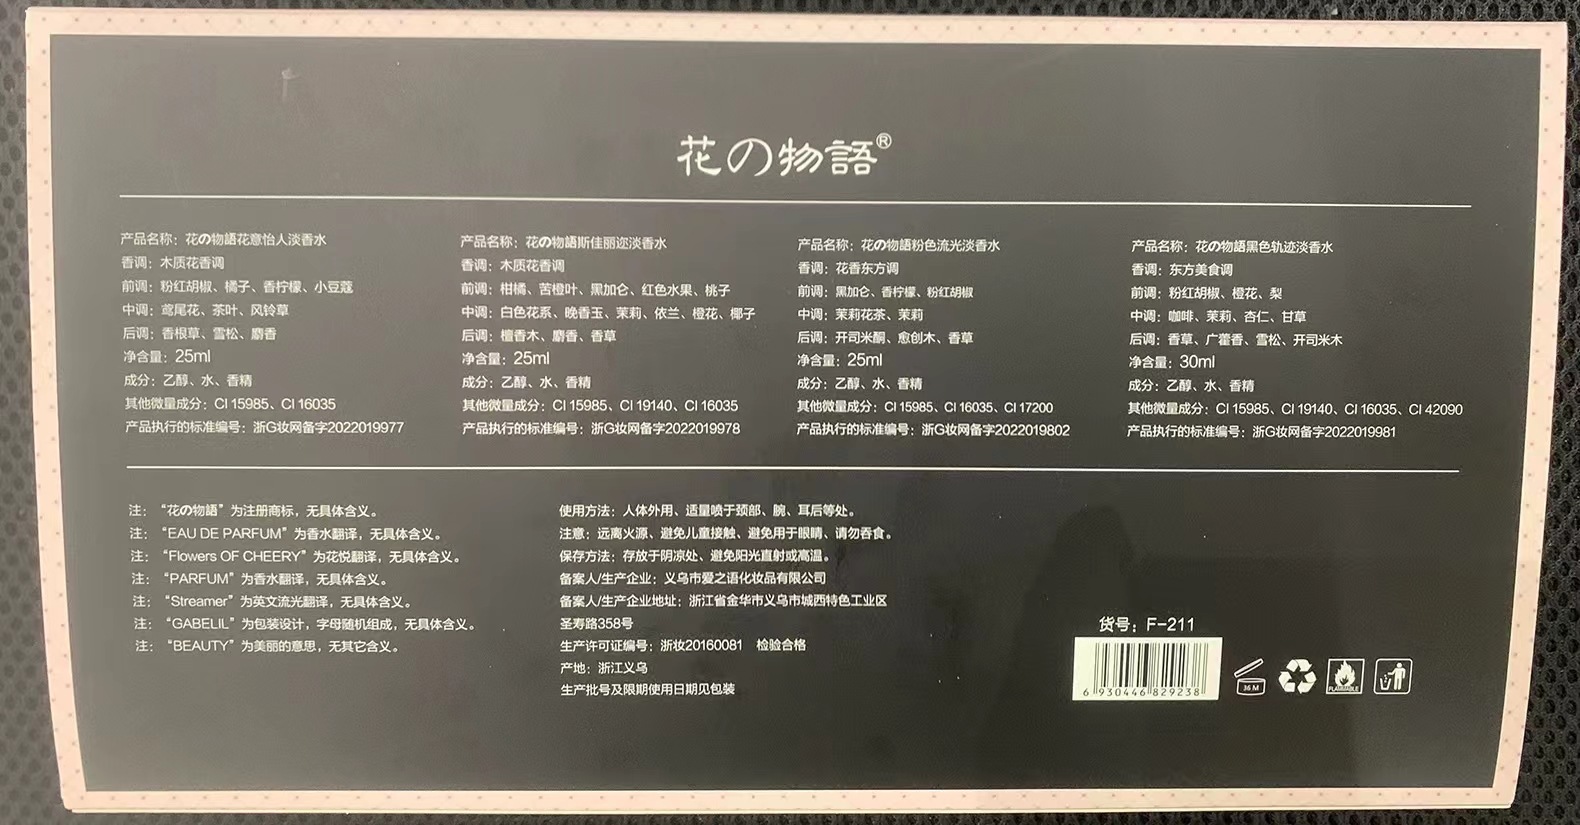 花の物語®
产品名称：花の物語花意怡人淡香水
香调：木质花香调
前调：粉红胡椒、橘子、香柠檬、小豆蔻
中调：鸢尾花、茶叶、风铃草
后调：香根草、雪松、麝香
净含量：25ml
成分：乙醇、水、香精
其他微量成分：CI 15985、CI 16035
产品执行的标准编号：浙G妆网备字2022019977
产品名称：花の物語斯佳丽迩淡香水
香调：木质花香调
前调：柑橘、苦橙叶、黑加仑、红色水果、桃子
中调：白色花系、晚香玉、茉莉、依兰、橙花、椰子
后调：檀香木、麝香、香草
净含量：25ml
成分：乙醇、水、香精
其他微量成分：CI 15985、CI 19140、CI 16035
产品执行的标准编号：浙G妆网备字2022019978
产品名称：花の物語粉色流光淡香水
香调：花香东方调
前调：黑加仑、香柠檬、粉红胡椒
中调：茉莉花茶、茉莉
后调：开司米酮、愈创木、香草
净含量：25ml
成分：乙醇、水、香精
其他微量成分：CI 15985、CI 16035、CI 17200
产品执行的标准编号：浙G妆网备字2022019802
产品名称：花の物語黑色轨迹淡香水
香调：东方美食调
前调：粉红胡椒、橙花、梨
中调：咖啡、茉莉、杏仁、甘草
后调：香草、广藿香、雪松、开司米木
净含量：30ml
成分：乙醇、水、香精
其他微量成分：CI 15985、CI 19140、CI 16035、CI 42090
产品执行的标准编号：浙G妆网备字2022019981
注：“花の物語”为注册商标，无具体含义。
注：“EAU DE PARFUM”为香水翻译，无具体含义。
注：“Flowers OF CHEERY”为花悦翻译，无具体含义。
注：“PARFUM”为香水翻译，无具体含义。
注：“Streamer”为英文流光翻译，无具体含义。
注：“GABELIL”为包装设计，字母随机组成，无具体含义。
注：“BEAUTY”为美丽的意思，无其它含义。
使用方法：人体外用、适量喷于颈部、腕、耳后等处。
注意：远离火源、避免儿童接触、避免用于眼睛、请勿吞食。
保存方法：存放于阴凉处、避免阳光直射或高温。
备案人/生产企业：义乌市爱之语化妆品有限公司
备案人/生产企业地址：浙江省金华市义乌市城西特色工业区
圣寿路358号
生产许可证编号：浙妆20160081 检验合格
产地：浙江义乌
生产批号及限期使用日期见包装
货号：F-211
6 930446 829238
36 M
FLAMMABLE